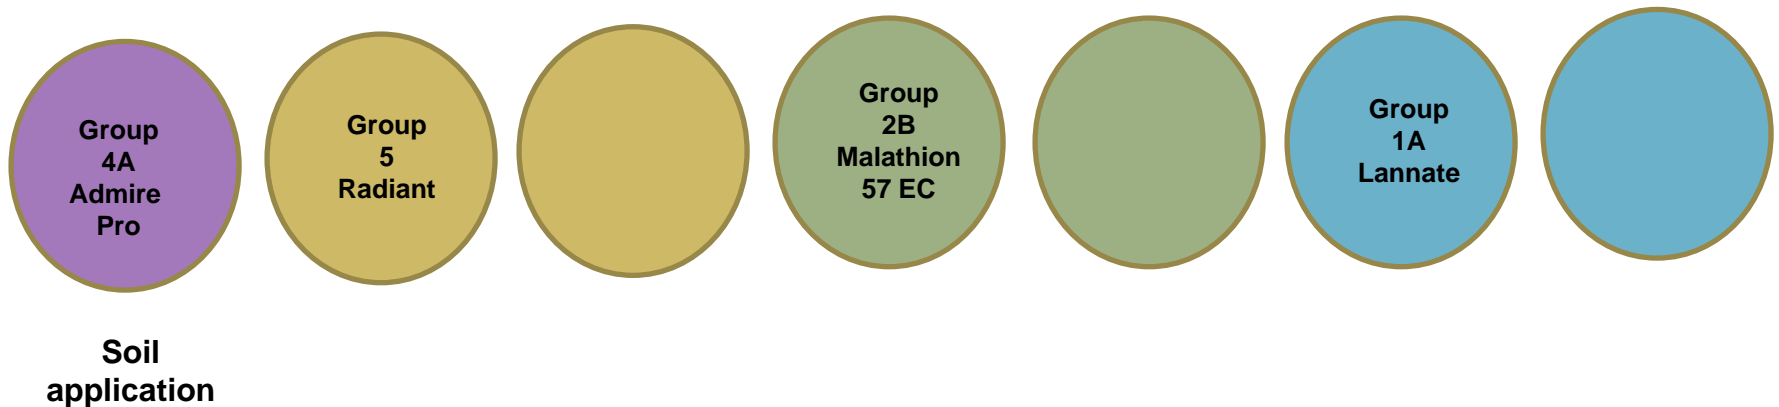 Group
4A
Admire
Pro
Group
5
Radiant
Group
2B
Malathion
57 EC
Group
1A
Lannate
Soil
application